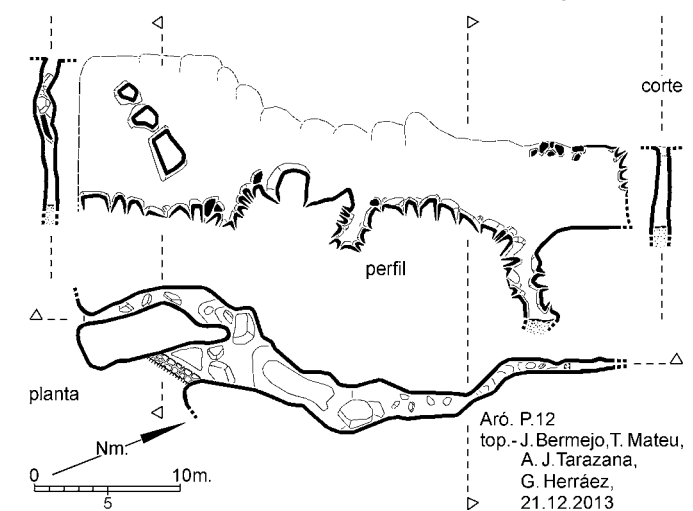 corte
perfil
planta
Nm.
0 10m.
5
Aró. P.12
top.- J.Bermejo,T. Mateu,
A. J.Tarazana,
G. Herráez,
21.12.2013